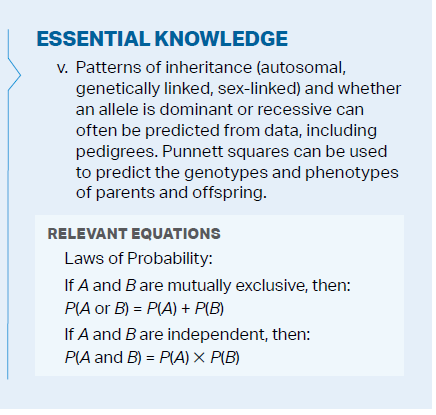 ESSENTIAL KNOWLEDGE
v. Patterns of inheritance (autosomal,
genetically linked, sex-linked) and whether
an allele is dominant or recessive can
often be predicted from data, including
pedigrees. Punnett squares can be used
to predict the genotypes and phenotypes
of parents and offspring.
RELEVANT EQUATIONS
Laws of Probability:
If A and B are mutually exclusive, then:
P(A or B) = P(A) + P(B)
If A and B are independent, then:
P(A and B) = P(A) × P(B)